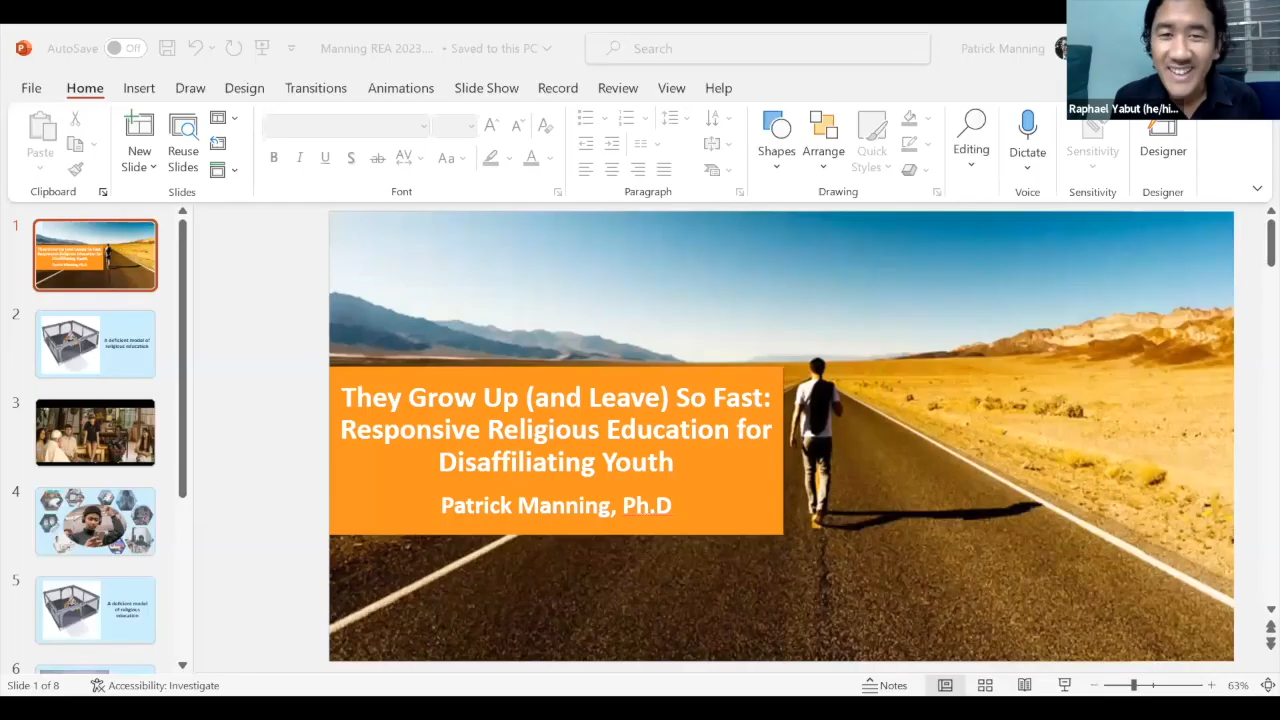 AutoSave Off Manning REA 2023.... • Saved to this PC Search Patrick Manning
Raphael Yabut (he/hi...
File Home Insert Draw Design Transitions Animations Slide Show Record Review View Help
Paste New Slide Reuse Slides Shapes Arrange Quick Styles Editing Dictate Sensitivity Designer
B I U S ab AV Aa A
Clipboard Slides Font Paragraph Drawing Voice Sensitivity Designer
1
2
A deficient model of
religious education
3
4
5
A deficient model
of religious
education
6
They Grow Up (and Leave) So Fast:
Responsive Religious Education for
Disaffiliating Youth
Patrick Manning, Ph.D
Slide 1 of 8 Accessibility: Investigate Notes 63%